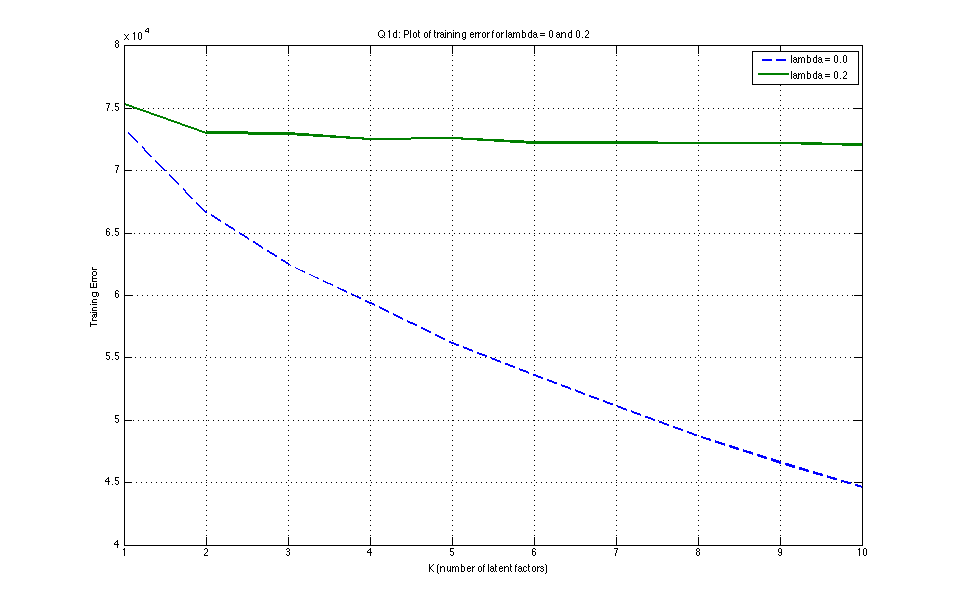 × 10^4
Q1d: Plot of training error for lambda = 0 and 0.2
lambda = 0.0
lambda = 0.2
8
7.5
7
6.5
6
5.5
5
4.5
4
Training Error
1 2 3 4 5 6 7 8 9 10
K (number of latent factors)